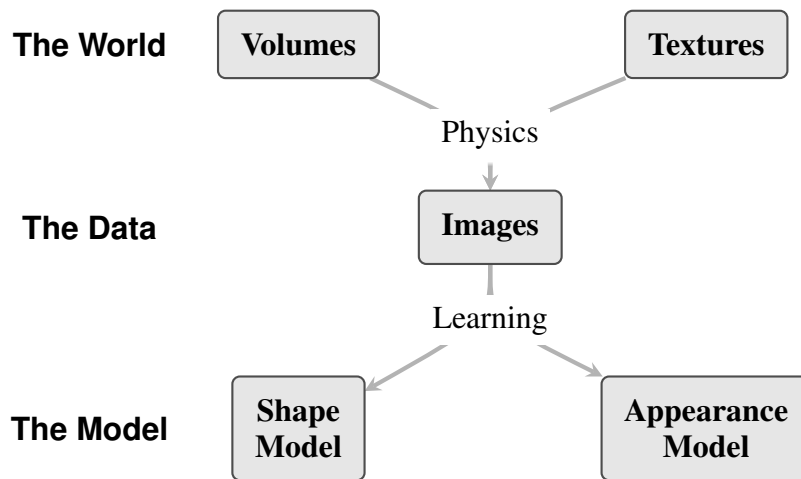 The World
Volumes
Textures
Physics
The Data
Images
Learning
The Model
Shape
Model
Appearance
Model